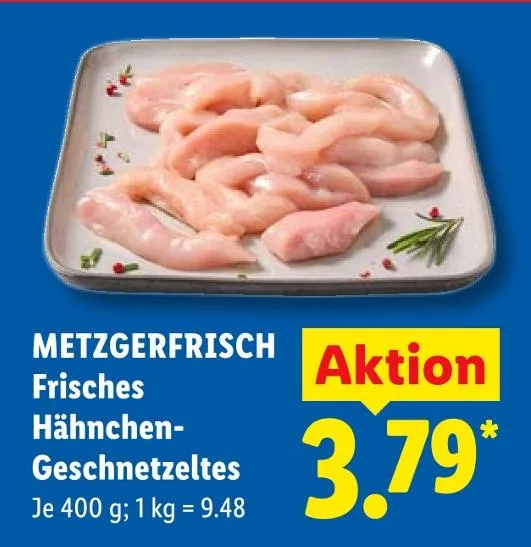 METZGERFRISCH
Frisches
Hähnchen-
Geschnetzeltes
Je 400 g; 1 kg = 9.48
Aktion
3.79*